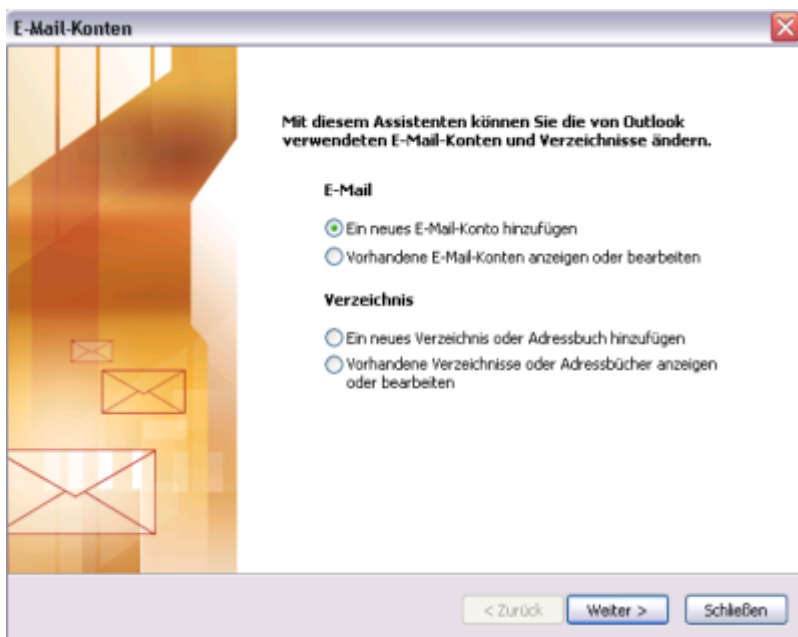 E-Mail-Konten
Mit diesem Assistenten können Sie die von Outlook
verwendeten E-Mail-Konten und Verzeichnisse ändern.
E-Mail
Ein neues E-Mail-Konto hinzufügen
Vorhandene E-Mail-Konten anzeigen oder bearbeiten
Verzeichnis
Ein neues Verzeichnis oder Adressbuch hinzufügen
Vorhandene Verzeichnisse oder Adressbücher anzeigen
oder bearbeiten
< Zurück Weiter > Schließen